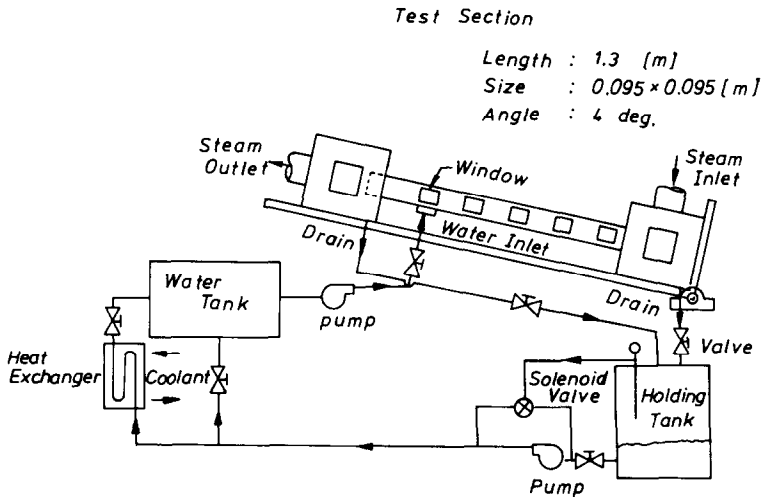 Test Section
Length : 1.3 [m]
Size : 0.095 × 0.095 [m]
Angle : 4 deg.
Steam
Outlet
Window
Steam
Inlet
Drain
Water Inlet
Water
Tank
pump
Drain
Valve
Heat
Exchanger
Coolant
Solenoid
Valve
Holding
Tank
Pump